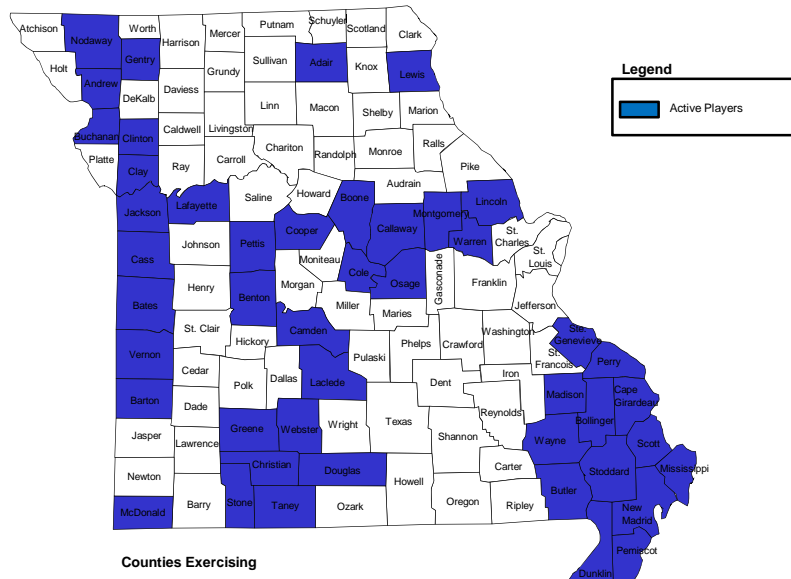 Atchison
Nodaway
Worth
Harrison
Mercer
Putnam
Schuyler
Scotland
Clark
Holt
Gentry
Andrew
DeKalb
Daviess
Grundy
Sullivan
Adair
Knox
Lewis
Legend
Active Players
Buchanan
Clinton
Caldwell
Livingston
Linn
Macon
Shelby
Marion
Platte
Clay
Ray
Carroll
Chariton
Randolph
Monroe
Ralls
Pike
Audrain
Jackson
Lafayette
Saline
Howard
Boone
Callaway
Montgomery
Lincoln
Warren
St.
Charles
St.
Louis
Cass
Johnson
Pettis
Cooper
Moniteau
Cole
Osage
Gasconade
Franklin
Jefferson
Bates
Henry
Benton
Morgan
Miller
Maries
Vernon
St. Clair
Hickory
Camden
Pulaski
Phelps
Crawford
Washington
St.
Francois
Ste.
Genevieve
Perry
Barton
Cedar
Polk
Dallas
Laclede
Dent
Iron
Reynolds
Madison
Bollinger
Cape
Girardeau
Jasper
Dade
Lawrence
Greene
Webster
Wright
Texas
Shannon
Wayne
Scott
Stoddard
Mississippi
Newton
Christian
Douglas
Howell
Carter
Butler
New
Madrid
McDonald
Barry
Stone
Taney
Ozark
Oregon
Ripley
Pemiscot
Dunklin
Counties Exercising